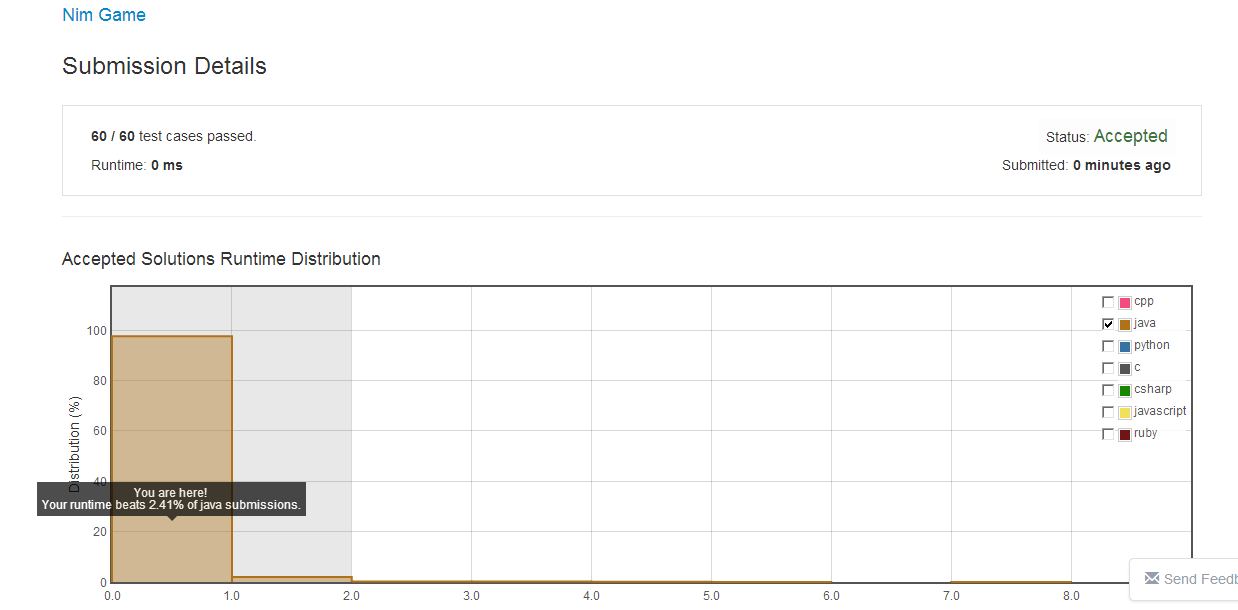 Nim Game
Submission Details
60 / 60 test cases passed.
Status: Accepted
Runtime: 0 ms
Submitted: 0 minutes ago
Accepted Solutions Runtime Distribution
cpp
java
python
c
csharp
javascript
ruby
Distribution (%)
100
80
60
40
20
0
You are here!
Your runtime beats 2.41% of java submissions.
0.0 1.0 2.0 3.0 4.0 5.0 6.0 7.0 8.0
Send Feedb